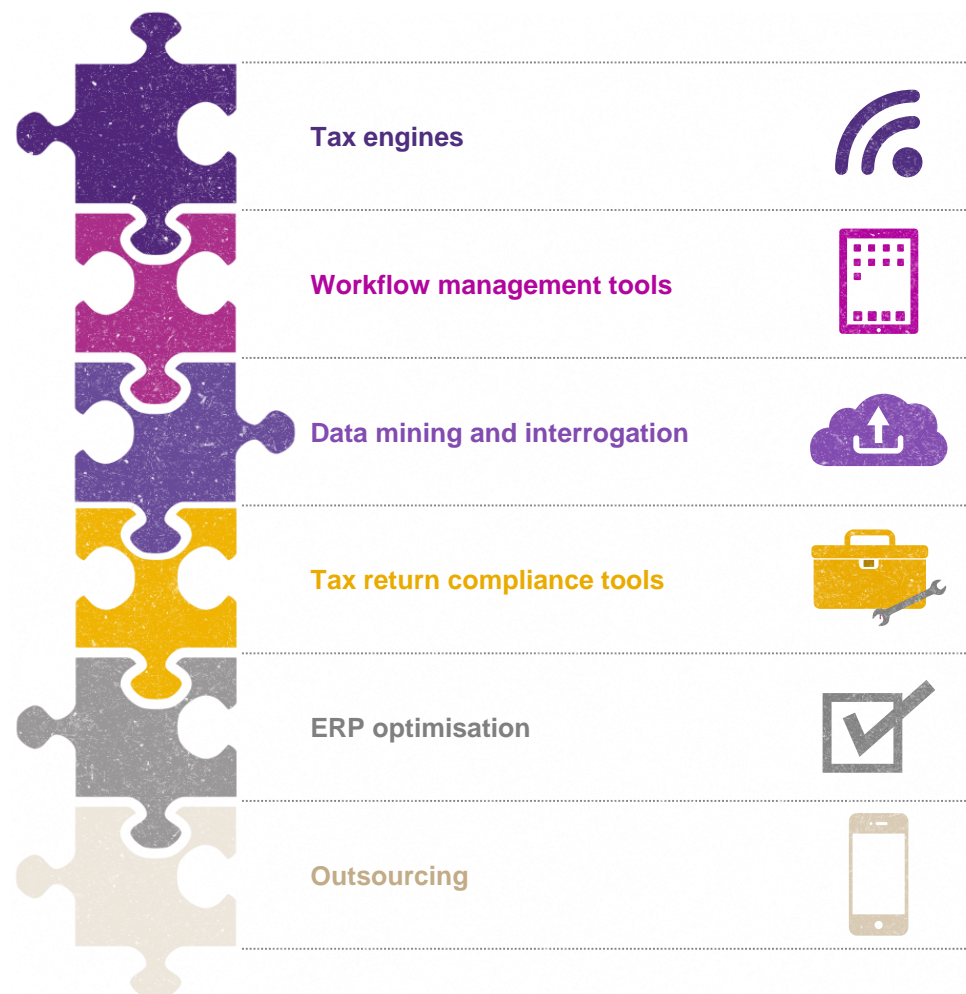 Tax engines
Workflow management tools
Data mining and interrogation
Tax return compliance tools
ERP optimisation
Outsourcing